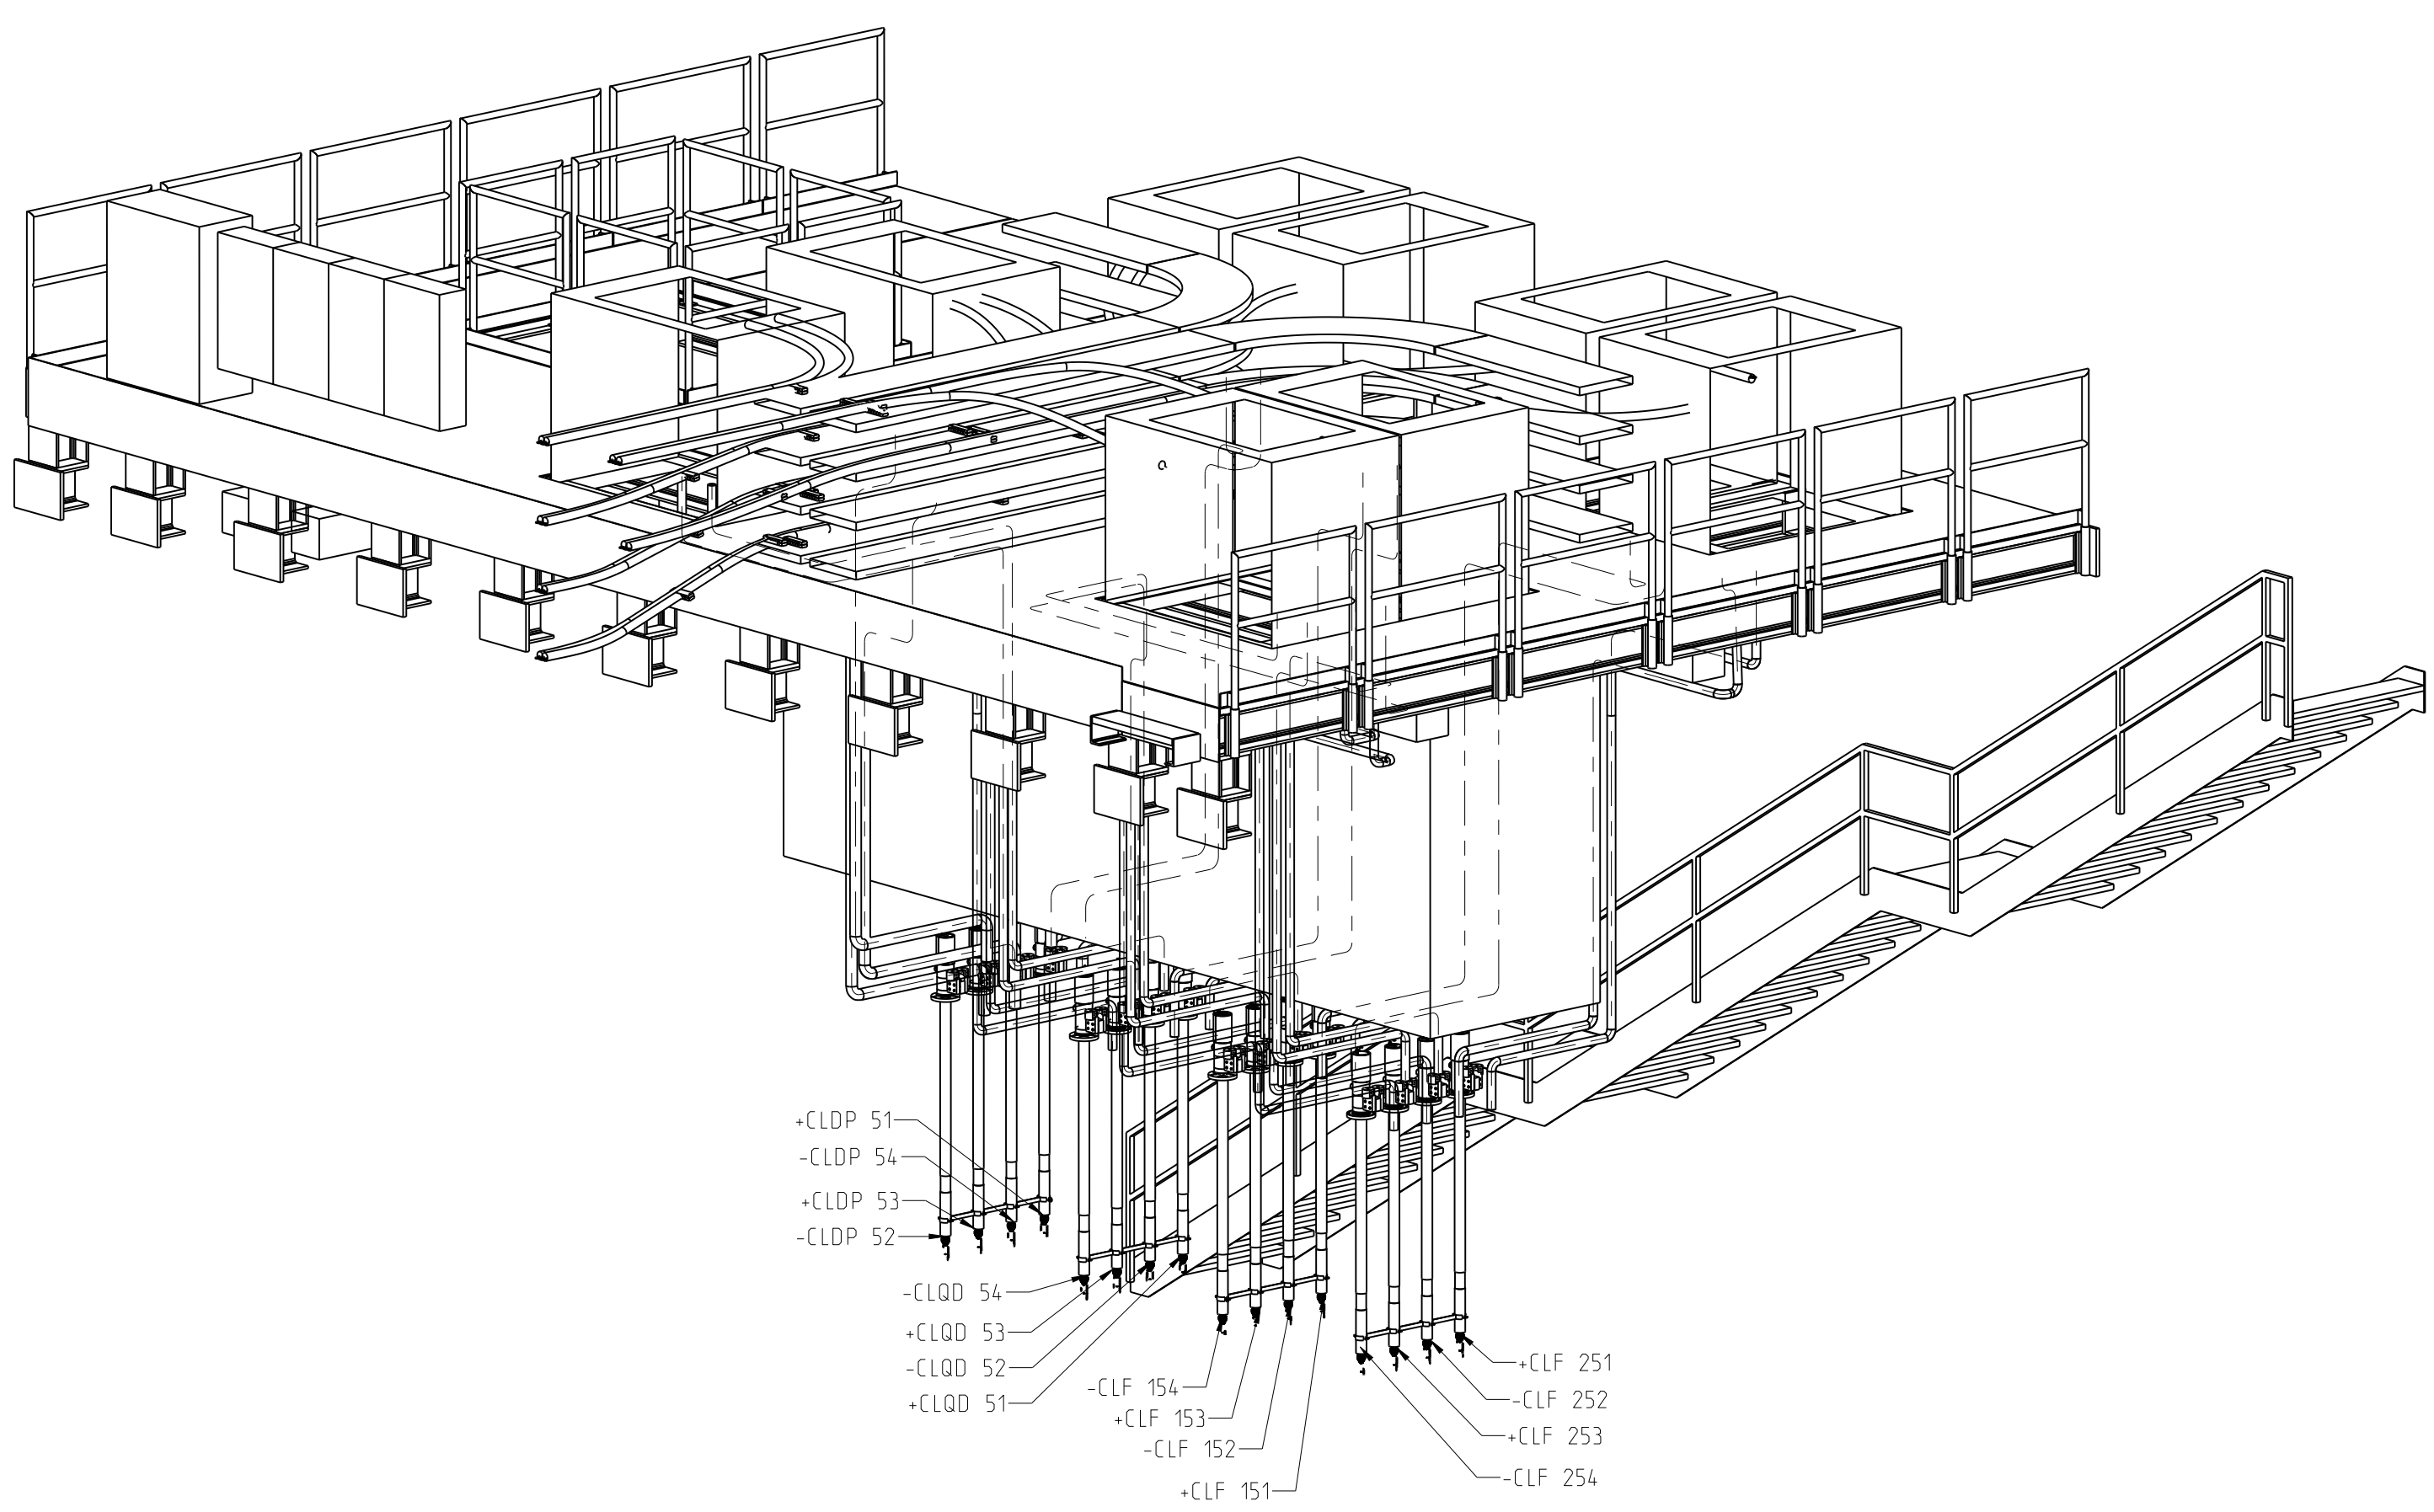 +CLDP 51
-CLDP 54
+CLDP 53
-CLDP 52
-CLQD 54
+CLQD 53
-CLQD 52
+CLQD 51
-CLF 154
+CLF 153
-CLF 152
+CLF 151
+CLF 251
-CLF 252
+CLF 253
-CLF 254